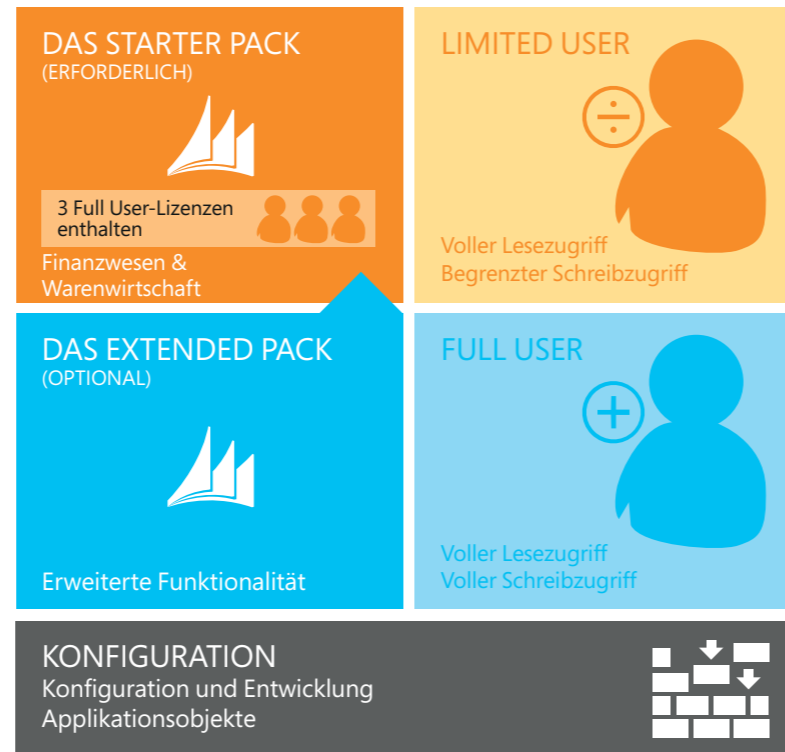 DAS STARTER PACK
(ERFORDERLICH)
3 Full User-Lizenzen
enthalten
Finanzwesen &
Warenwirtschaft
LIMITED USER
Voller Lesezugriff
Begrenzter Schreibzugriff
DAS EXTENDED PACK
(OPTIONAL)
Erweiterte Funktionalität
FULL USER
Voller Lesezugriff
Voller Schreibzugriff
KONFIGURATION
Konfiguration und Entwicklung
Applikationsobjekte